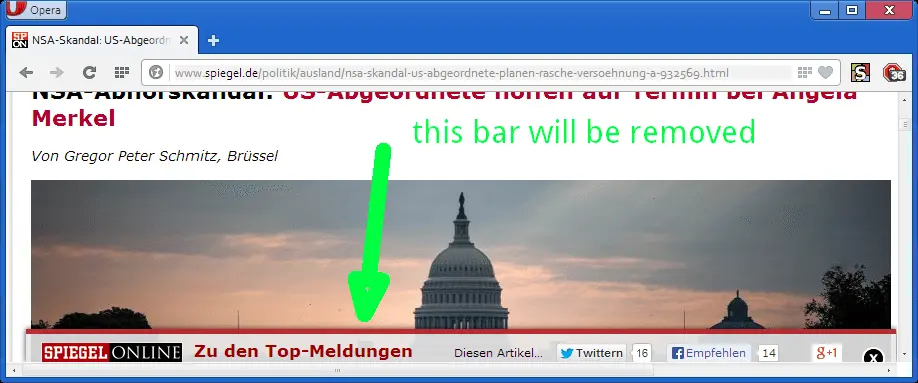 Opera
NSA-Skandal: US-Abgeordn
www.spiegel.de/politik/ausland/nsa-skandal-us-abgeordnete-planen-rasche-versoehnung-a-932569.html
36
NSA-Abhörskandal: US-Abgeordnete hoffen auf Termin bei Angela
Merkel
this bar will be removed
Von Gregor Peter Schmitz, Brüssel
SPIEGEL ONLINE Zu den Top-Meldungen Diesen Artikel... Twittern 16 Empfehlen 14 g+1 X